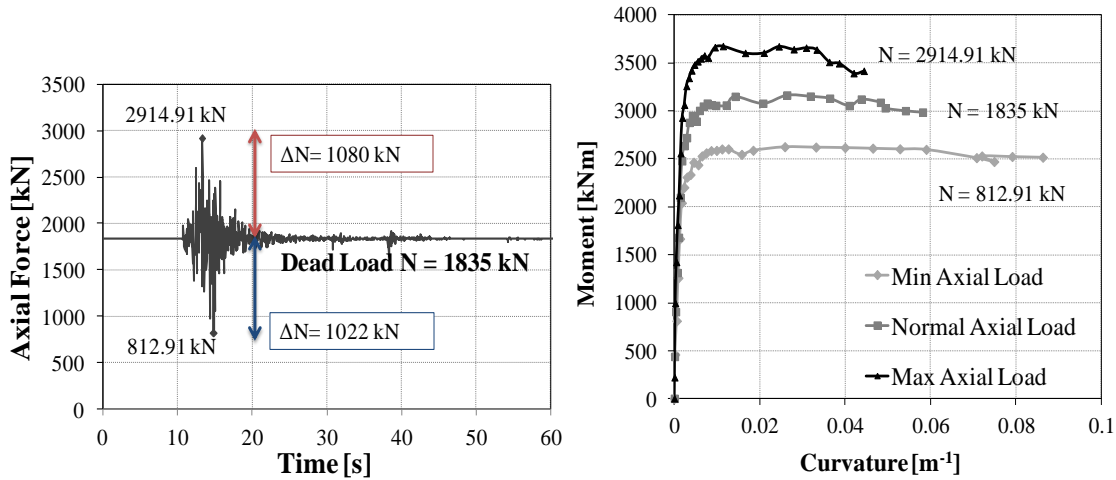 3500
3000
2500
2000
1500
1000
500
0
Axial Force [kN]
2914.91 kN
ΔN= 1080 kN
Dead Load N = 1835 kN
ΔN= 1022 kN
812.91 kN
0 10 20 30 40 50 60
Time [s]
4000
3500
3000
2500
2000
1500
1000
500
0
Moment [kNm]
N = 2914.91 kN
N = 1835 kN
N = 812.91 kN
Min Axial Load
Normal Axial Load
Max Axial Load
0 0.02 0.04 0.06 0.08 0.1
Curvature [m⁻¹]